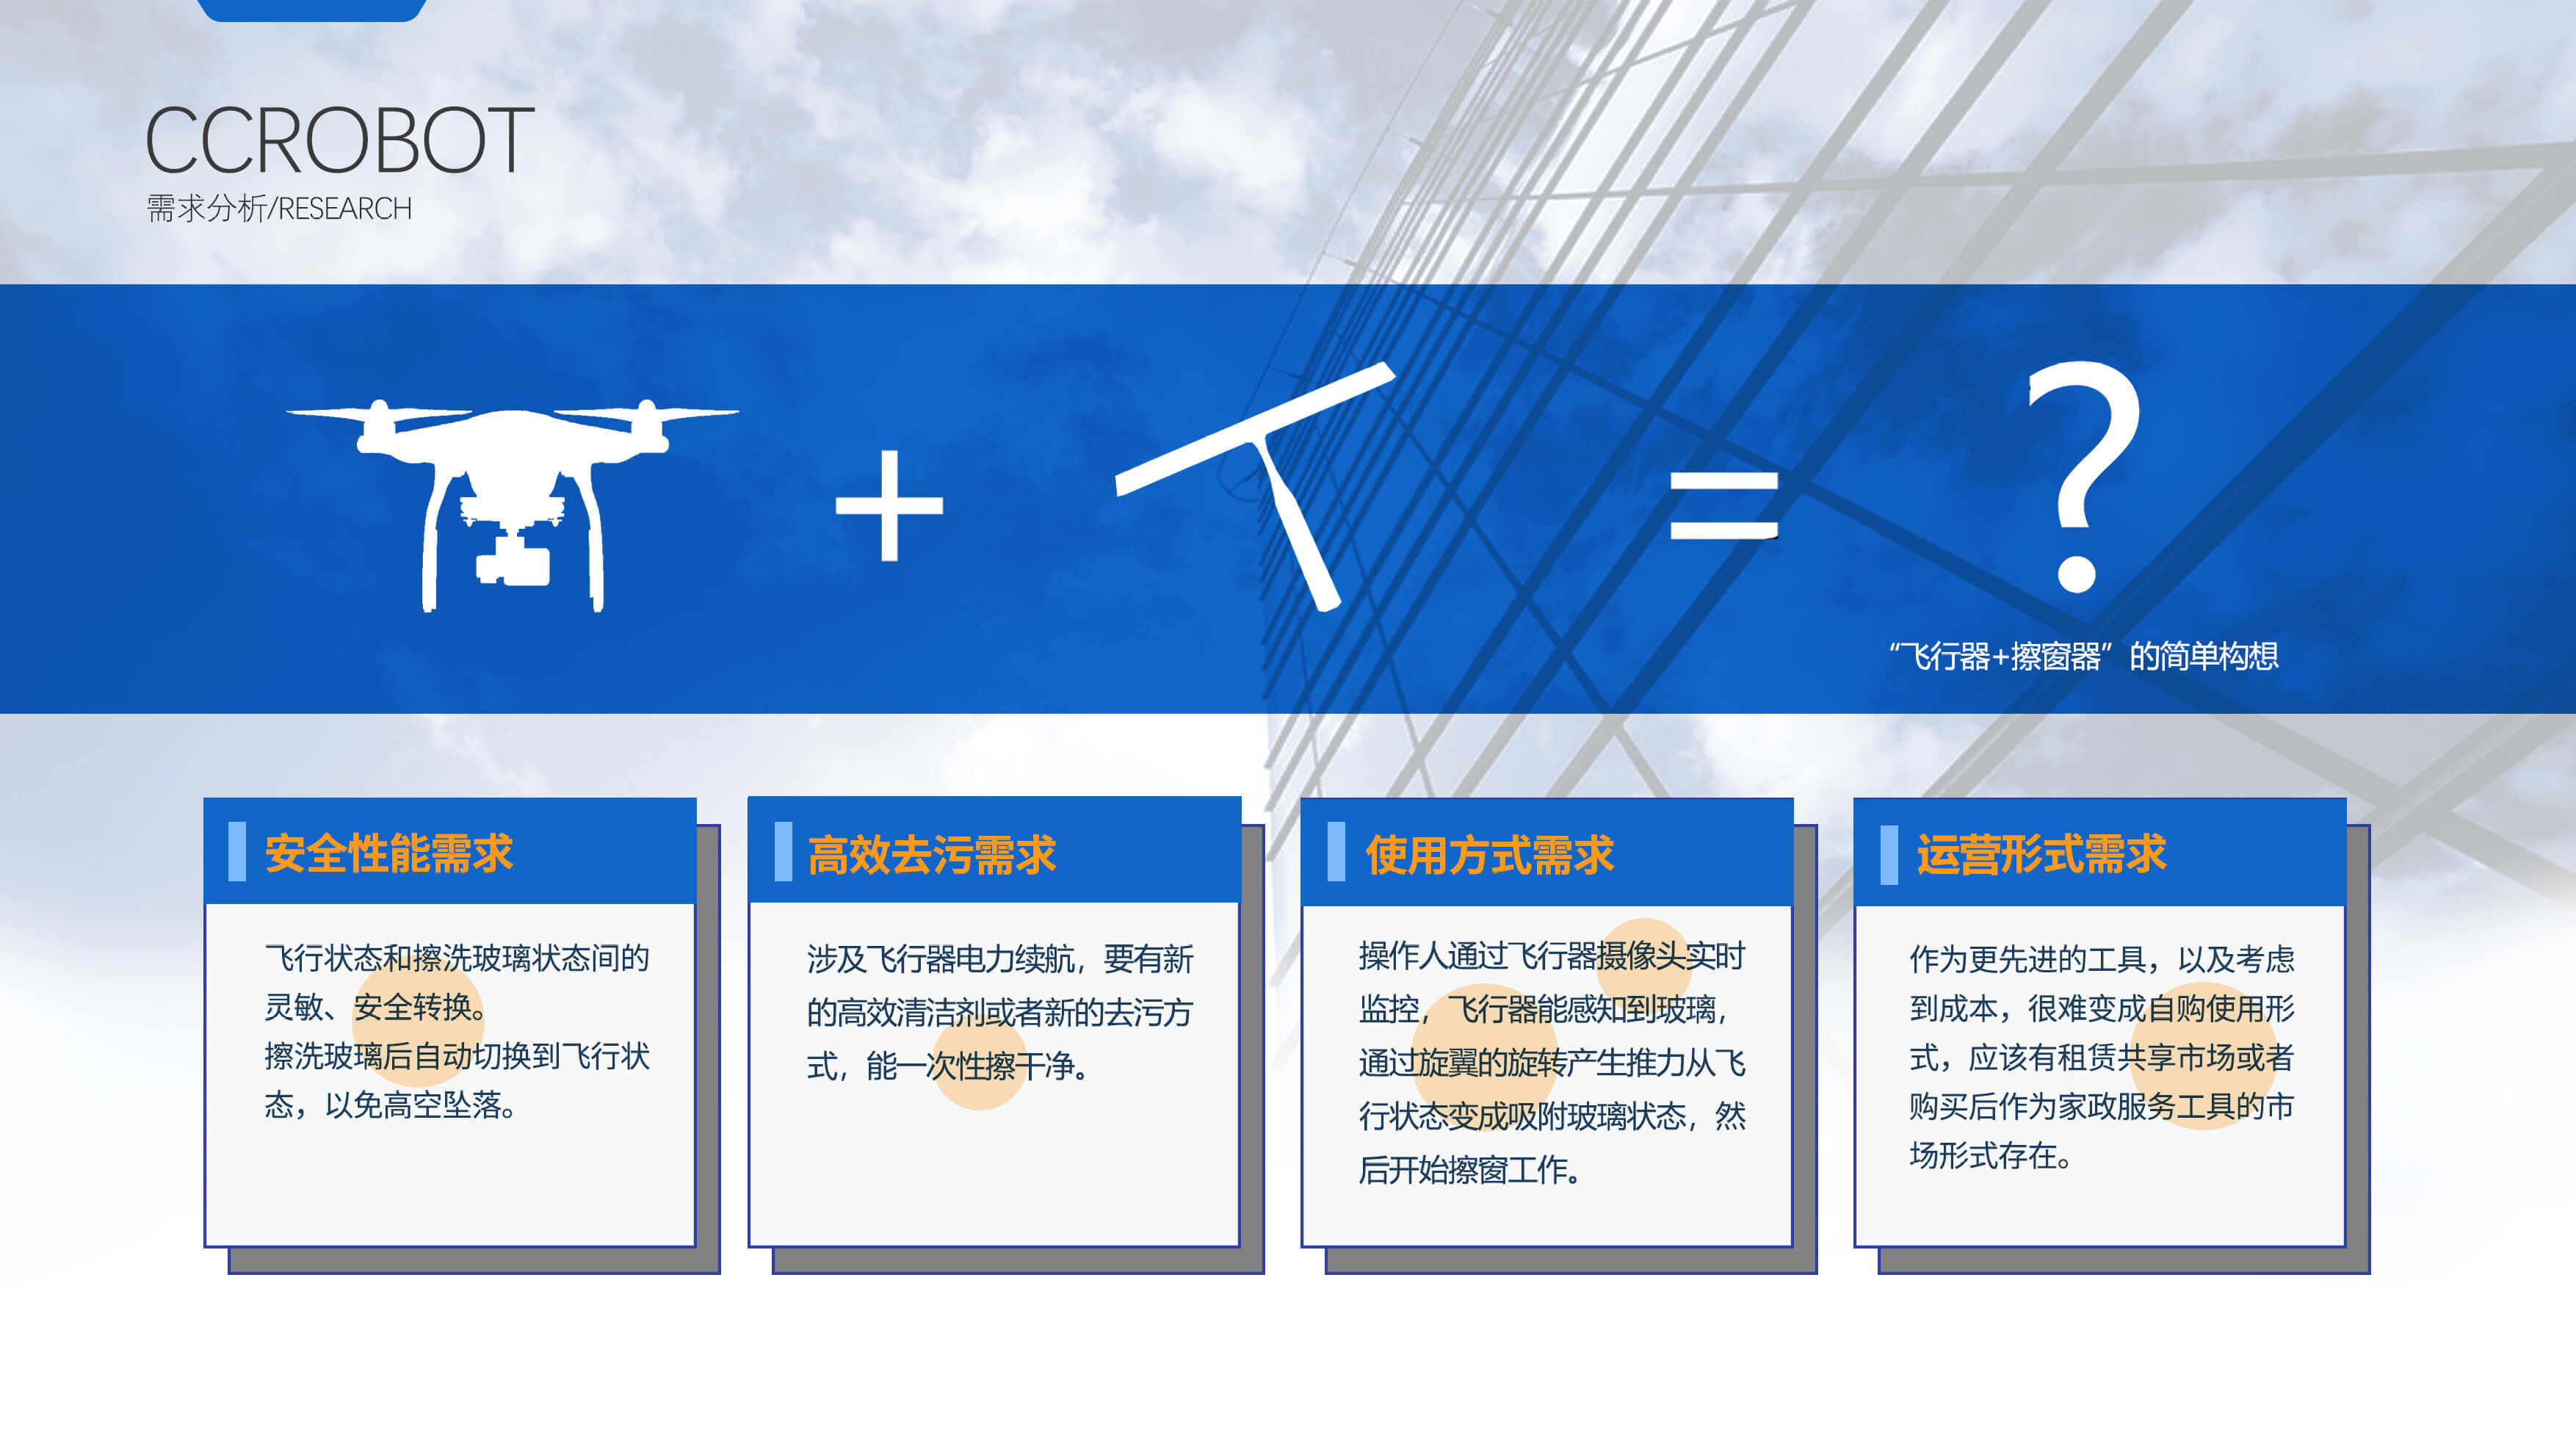 CCROBOT
需求分析/RESEARCH
+
=
?
“飞行器+擦窗器”的简单构想
安全性能需求
飞行状态和擦洗玻璃状态间的
灵敏、安全转换。
擦洗玻璃后自动切换到飞行状
态，以免高空坠落。
高效去污需求
涉及飞行器电力续航，要有新
的高效清洁剂或者新的去污方
式，能一次性擦干净。
使用方式需求
操作人通过飞行器摄像头实时
监控，飞行器能感知到玻璃，
通过旋翼的旋转产生推力从飞
行状态变成吸附玻璃状态，然
后开始擦窗工作。
运营形式需求
作为更先进的工具，以及考虑
到成本，很难变成自购使用形
式，应该有租赁共享市场或者
购买后作为家政服务工具的市
场形式存在。